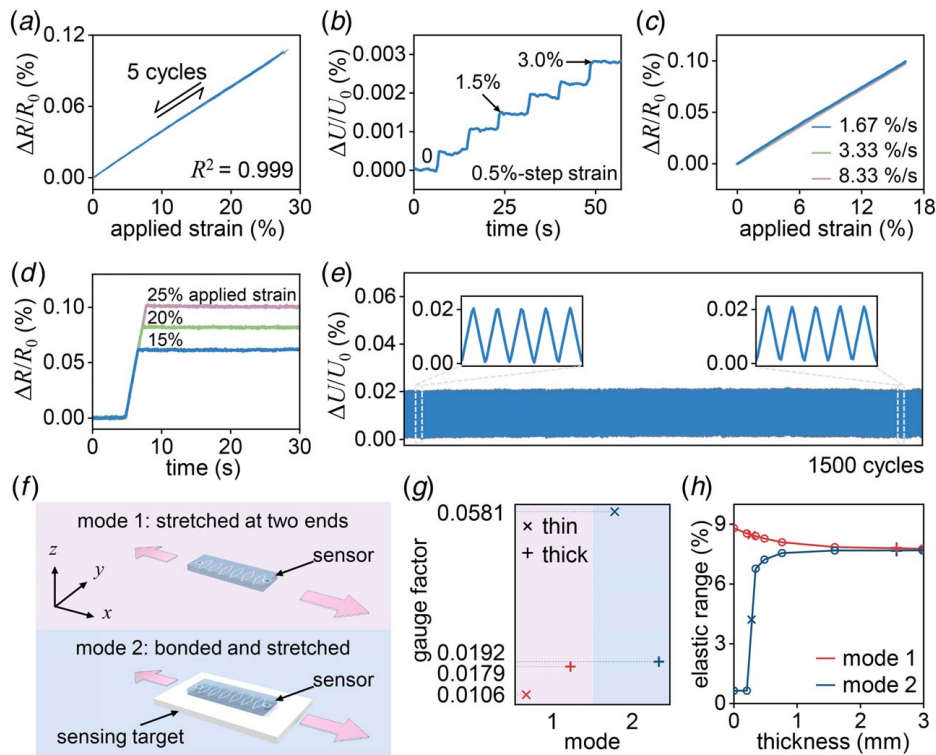 (a)
0.12
0.06
0.00
ΔR/R0 (%)
5 cycles
R2 = 0.999
0 10 20 30
applied strain (%)
(b)
0.003
0.002
0.001
0.000
ΔU/U0 (%)
3.0%
1.5%
0
0.5%-step strain
0 25 50
time (s)
(c)
0.10
0.05
0.00
ΔR/R0 (%)
1.67 %/s
3.33 %/s
8.33 %/s
0 6 12 18
applied strain (%)
(d)
0.10
0.05
0.00
ΔR/R0 (%)
25% applied strain
20%
15%
0 10 20 30
time (s)
(e)
0.06
0.04
0.02
0.00
ΔU/U0 (%)
0.02
0.00
0.02
0.00
1500 cycles
(f)
mode 1: stretched at two ends
sensor
z
y
x
mode 2: bonded and stretched
sensor
sensing target
(g)
0.0581
0.0192
0.0179
0.0106
gauge factor
× thin
+ thick
1 2
mode
(h)
9
6
3
0
elastic range (%)
mode 1
mode 2
0 1 2 3
thickness (mm)